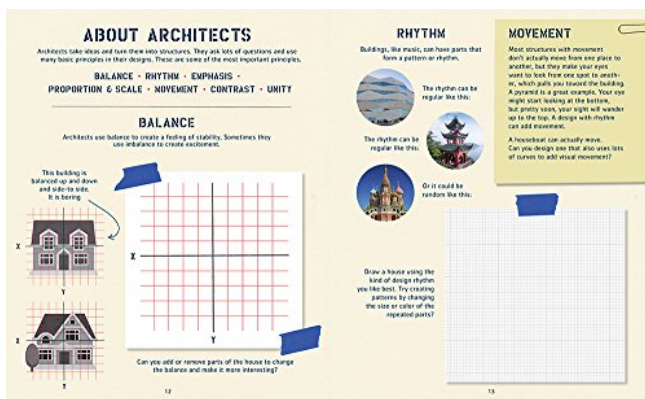 ABOUT ARCHITECTS
Architects take ideas and turn them into structures. They ask lots of questions and use
many basic principles in their designs. These are some of the most important principles.
BALANCE • RHYTHM • EMPHASIS •
PROPORTION & SCALE • MOVEMENT • CONTRAST • UNITY
BALANCE
Architects use balance to create a feeling of stability. Sometimes they
use imbalance to create excitement.
This building is
balanced up and down
and side-to side.
It is boring
X
Y
X
Y
X
Y
Can you add or remove parts of the house to change
the balance and make it more interesting?
12
RHYTHM
Buildings, like music, can have parts that
form a pattern or rhythm.
The rhythm can be
regular like this:
The rhythm can be
regular like this:
Or it could be
random like this:
Draw a house using the
kind of design rhythm
you like best. Try creating
patterns by changing
the size or color of the
repeated parts?
MOVEMENT
Most structures with movement
don't actually move from one place to
another, but they make your eyes
want to look from one spot to anoth-
er, which pulls you toward the building.
A pyramid is a great example. Your eye
might start looking at the bottom,
but pretty soon, your sight will wander
up to the top. A design with rhythm
can add movement.
A houseboat can actually move.
Can you design one that also uses lots
of curves to add visual movement?
13